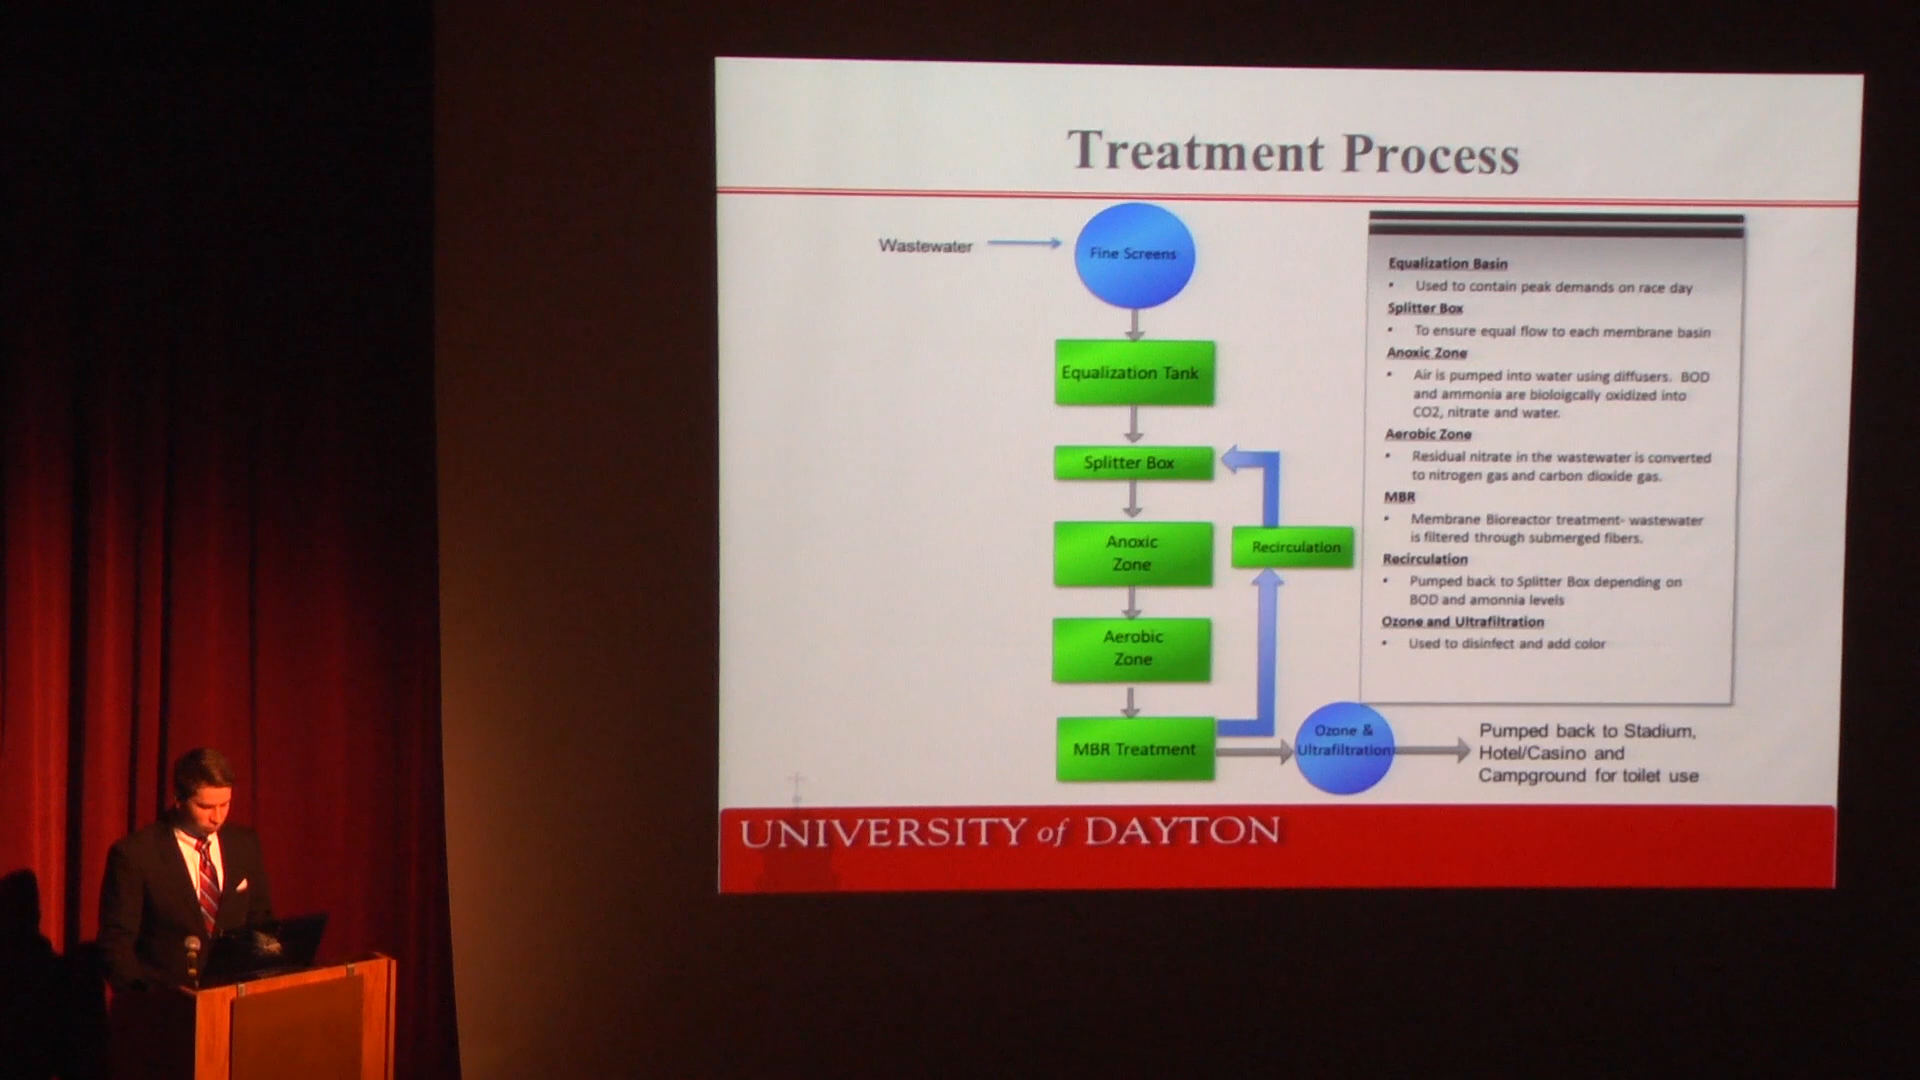 Treatment Process
Wastewater
Fine Screens
Equalization Tank
Splitter Box
Anoxic
Zone
Recirculation
Aerobic
Zone
MBR Treatment
Ozone &
Ultrafiltration
Pumped back to Stadium,
Hotel/Casino and
Campground for toilet use
Equalization Basin
• Used to contain peak demands on race day
Splitter Box
• To ensure equal flow to each membrane basin
Anoxic Zone
• Air is pumped into water using diffusers. BOD
and ammonia are bioloigcally oxidized into
CO2, nitrate and water.
Aerobic Zone
• Residual nitrate in the wastewater is converted
to nitrogen gas and carbon dioxide gas.
MBR
• Membrane Bioreactor treatment- wastewater
is filtered through submerged fibers.
Recirculation
• Pumped back to Splitter Box depending on
BOD and amonnia levels
Ozone and Ultrafiltration
• Used to disinfect and add color
UNIVERSITY of DAYTON